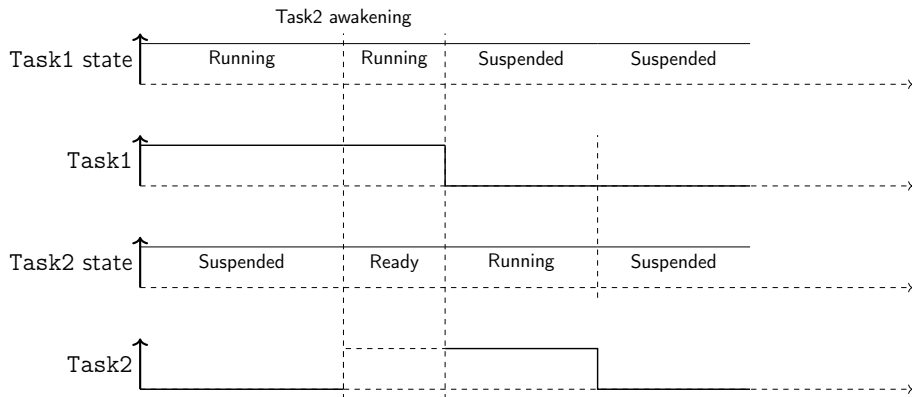 Task2 awakening
Task1 state
Running Running Suspended Suspended
Task1
Task2 state
Suspended Ready Running Suspended
Task2